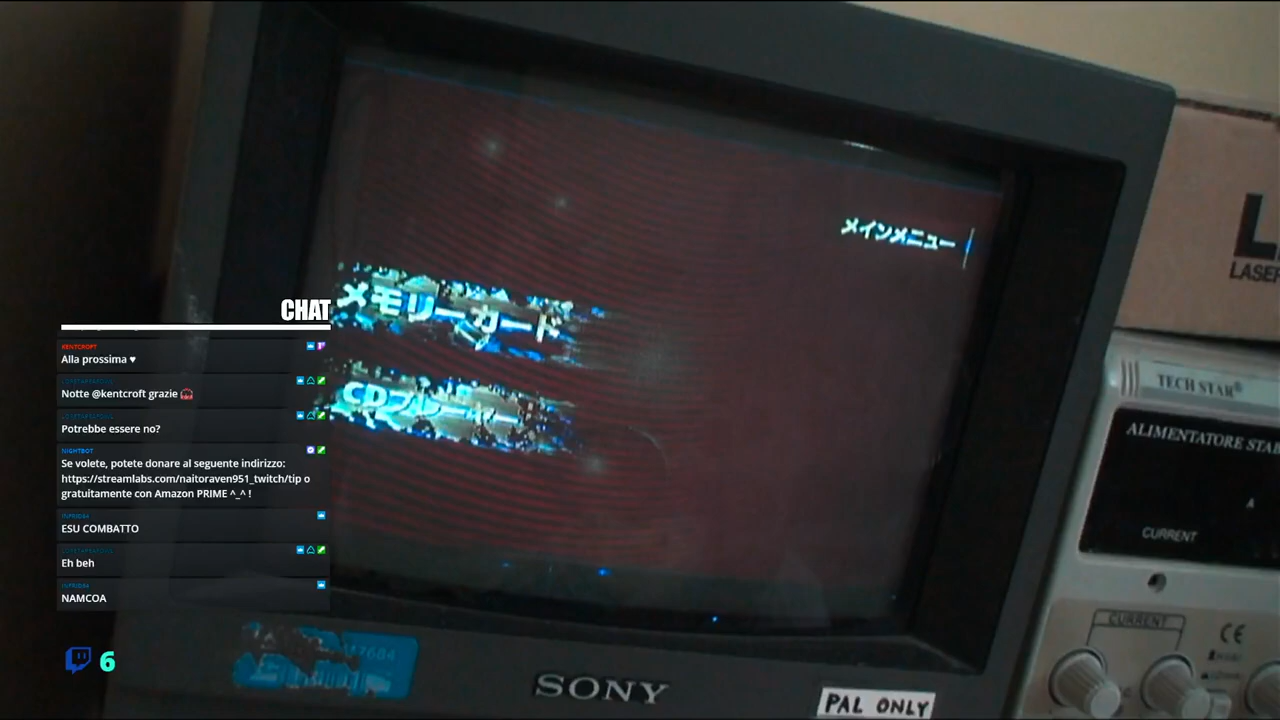 メインメニュー
メモリーカード
CDプレーヤー
CHAT
KENTCROFT
Alla prossima ♥
Notte @kentcroft grazie
Potrebbe essere no?
NIGHTBOT
Se volete, potete donare al seguente indirizzo:
https://streamlabs.com/naitoraven951_twitch/tip o
gratuitamente con Amazon PRIME ^_^ !
ESU COMBATTO
Eh beh
NAMCOA
6
7684
SONY
PAL ONLY
LASER
TECH STAR®
ALIMENTATORE STAB
A
CURRENT
CURRENT
CE